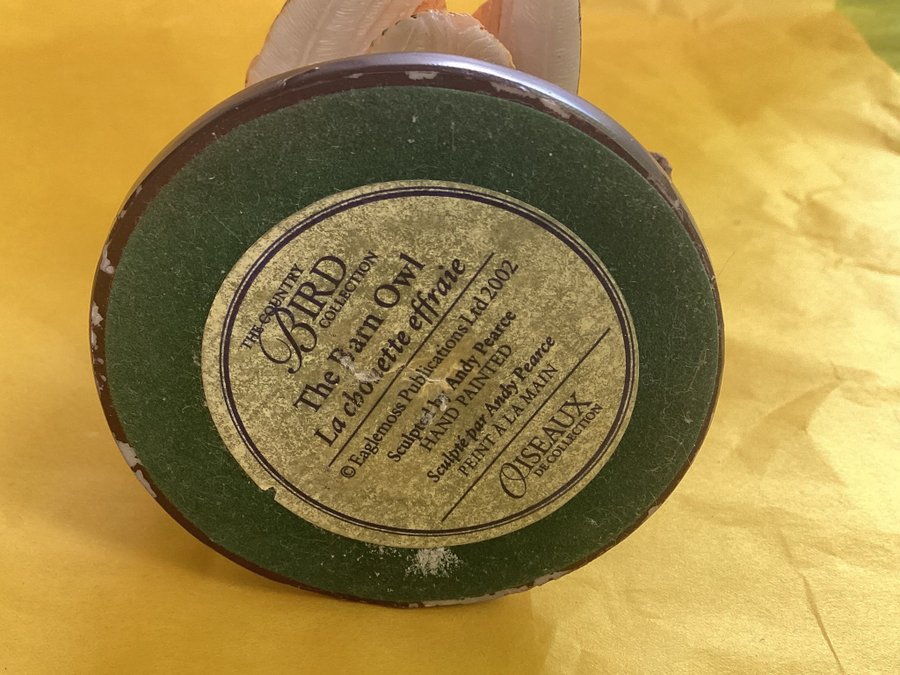 THE COUNTRY
BIRD
COLLECTION
The Barn Owl
La chouette effraie
© Eaglemoss Publications Ltd 2002
Sculpted by Andy Pearce
HAND PAINTED
Sculpté par Andy Pearce
PEINT À LA MAIN
OISEAUX
DE COLLECTION